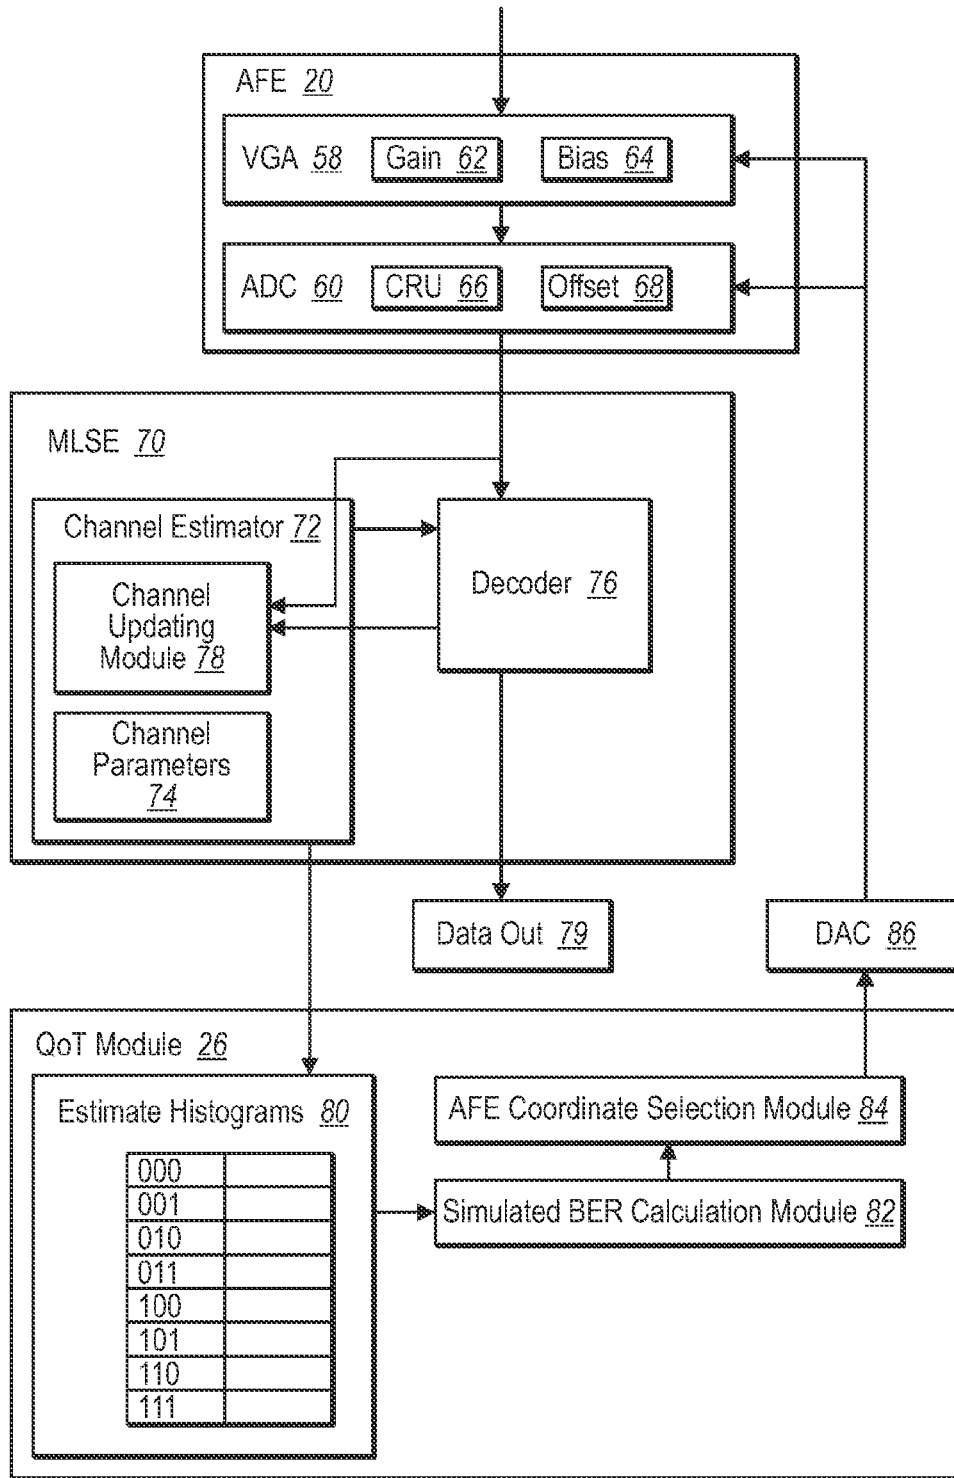 AFE 20
VGA 58
Gain 62
Bias 64
ADC 60
CRU 66
Offset 68
MLSE 70
Channel Estimator 72
Channel
Updating
Module 78
Decoder 76
Channel
Parameters
74
Data Out 79
DAC 86
QoT Module 26
Estimate Histograms 80
AFE Coordinate Selection Module 84
Simulated BER Calculation Module 82
000
001
010
011
100
101
110
111